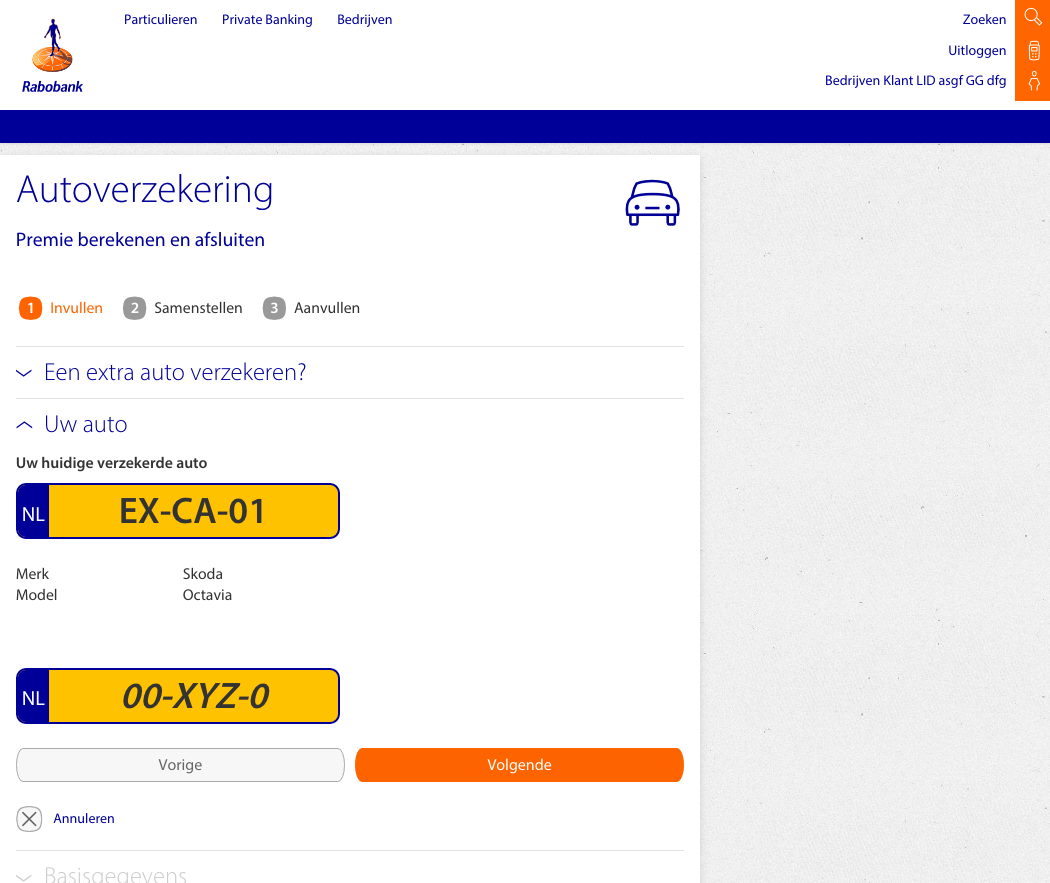 Particulieren Private Banking Bedrijven
Zoeken
Uitloggen
Bedrijven Klant LID asgf GG dfg
Rabobank
Autoverzekering
Premie berekenen en afsluiten
1 Invullen 2 Samenstellen 3 Aanvullen
Een extra auto verzekeren?
Uw auto
Uw huidige verzekerde auto
NL EX-CA-01
Merk Skoda
Model Octavia
NL 00-XYZ-0
Vorige Volgende
Annuleren
Basisgegevens